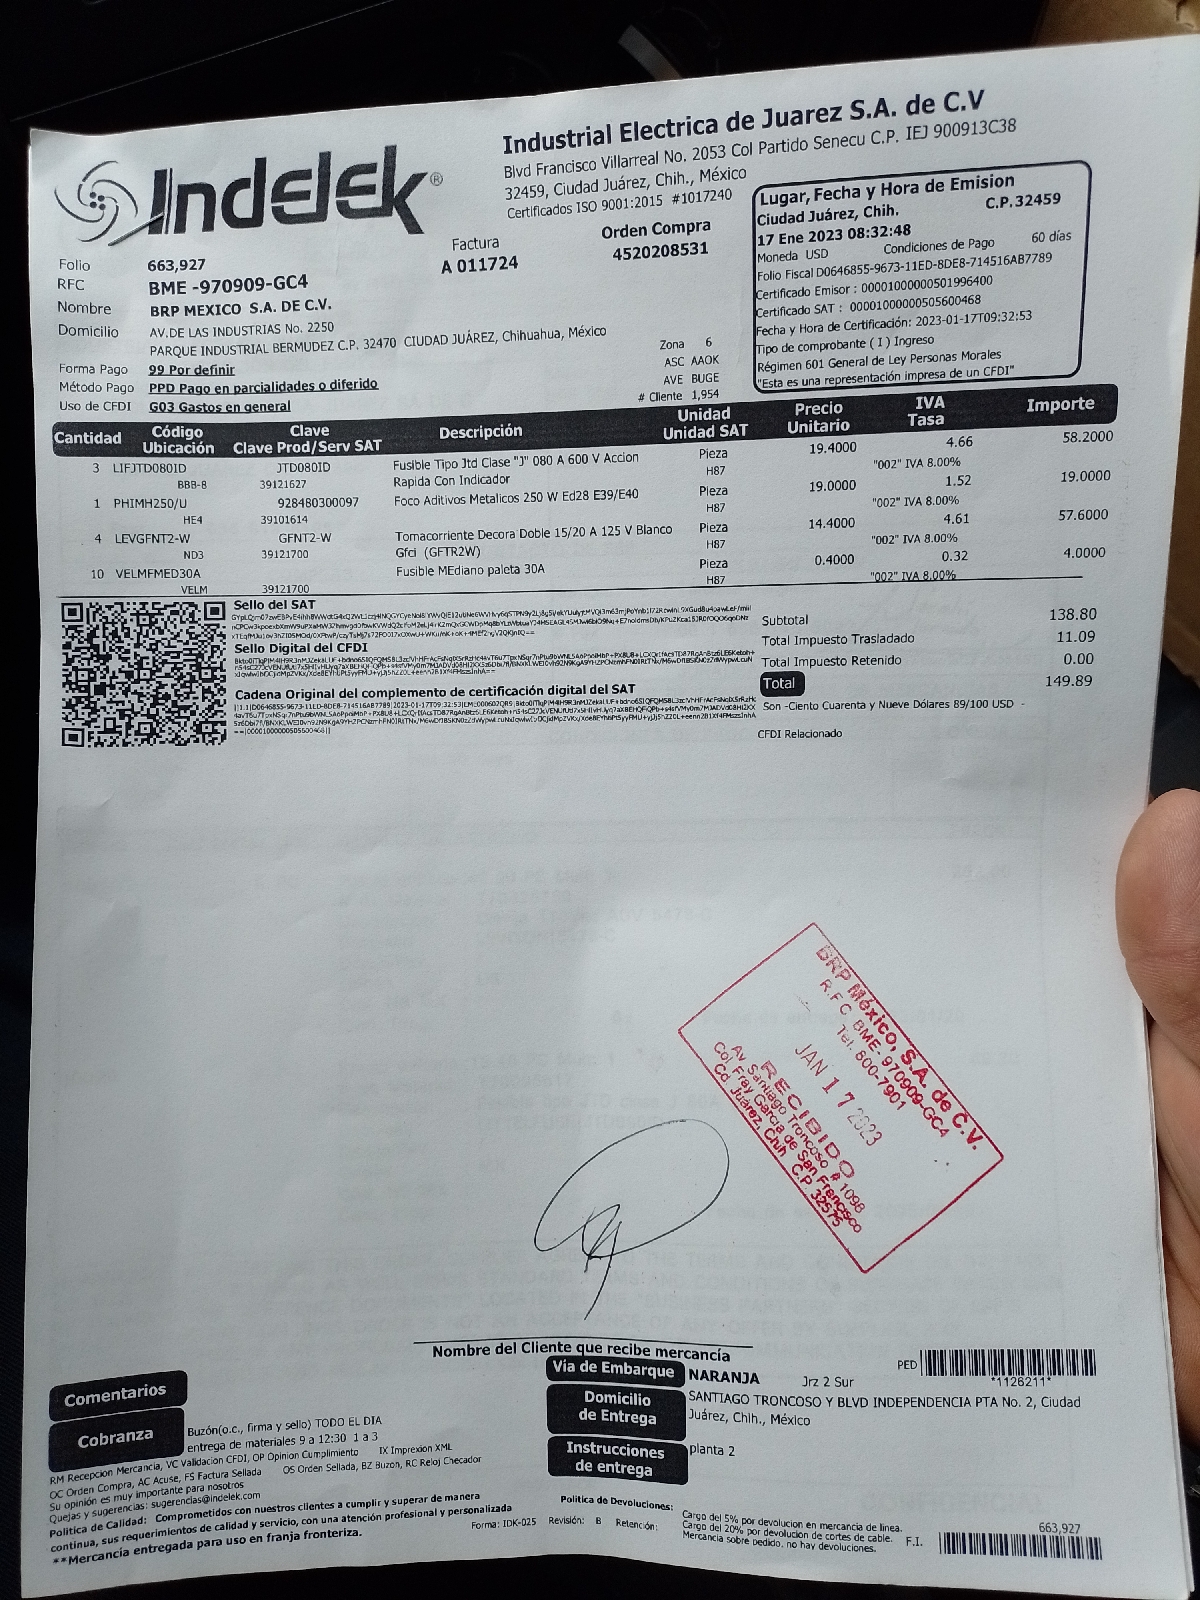 Indelek®
Industrial Electrica de Juarez S.A. de C.V
Blvd Francisco Villarreal No. 2053 Col Partido Senecu C.P. IEJ 900913C38
32459, Ciudad Juárez, Chih., México
Certificados ISO 9001:2015 #1017240
Factura
A 011724
Orden Compra
4520208531
Lugar, Fecha y Hora de Emision
Ciudad Juárez, Chih. C.P. 32459
17 Ene 2023 08:32:48
Moneda USD Condiciones de Pago 60 días
Folio Fiscal D0646855-9673-11ED-8DE8-714516AB7789
Certificado Emisor : 00001000000501996400
Certificado SAT : 00001000000505600468
Fecha y Hora de Certificación: 2023-01-17T09:32:53
Tipo de comprobante ( I ) Ingreso
Régimen 601 General de Ley Personas Morales
"Esta es una representación impresa de un CFDI"
Folio 663,927
RFC BME -970909-GC4
Nombre BRP MEXICO S.A. DE C.V.
Domicilio AV.DE LAS INDUSTRIAS No. 2250
PARQUE INDUSTRIAL BERMUDEZ C.P. 32470 CIUDAD JUÁREZ, Chihuahua, México
Forma Pago 99 Por definir
Método Pago PPD Pago en parcialidades o diferido
Uso de CFDI G03 Gastos en general
Zona 6
ASC AAOK
AVE BUGE
# Cliente 1,954
Cantidad Código Ubicación Clave Clave Prod/Serv SAT Descripción Unidad Unidad SAT Precio Unitario IVA Tasa Importe
3 LIFJTD080ID JTD080ID Fusible Tipo Jtd Clase "J" 080 A 600 V Accion Pieza 19.4000 4.66 58.2000
BBB-8 39121627 Rapida Con Indicador H87 "002" IVA 8.00%
1 PHIMH250/U 928480300097 Foco Aditivos Metalicos 250 W Ed28 E39/E40 Pieza 19.0000 1.52 19.0000
HE4 39101614 H87 "002" IVA 8.00%
4 LEVGFNT2-W GFNT2-W Tomacorriente Decora Doble 15/20 A 125 V Blanco Pieza 14.4000 4.61 57.6000
ND3 39121700 Gfci (GFTR2W) H87 "002" IVA 8.00%
10 VELMFMED30A Fusible MEdiano paleta 30A Pieza 0.4000 0.32 4.0000
VELM 39121700 H87 "002" IVA 8.00%
Sello del SAT
Sello Digital del CFDI
Cadena Original del complemento de certificación digital del SAT
Subtotal 138.80
Total Impuesto Trasladado 11.09
Total Impuesto Retenido 0.00
Total 149.89
Son -Ciento Cuarenta y Nueve Dólares 89/100 USD -
CFDI Relacionado
BRP México, S.A. de C.V.
R.F.C. BME- 970909-GC4
Tel. 800-7901
JAN 17 2023
RECIBIDO
Av Santiago Troncoso # 1098
Col. Fray Garcia de San Francisco
Cd. Juárez, Chih C.P. 32575
Nombre del Cliente que recibe mercancía
Via de Embarque NARANJA Jrz 2 Sur
PED *1126211*
Domicilio de Entrega SANTIAGO TRONCOSO Y BLVD INDEPENDENCIA PTA No. 2, Ciudad
Juárez, Chih., México
Instrucciones de entrega planta 2
Comentarios
Cobranza Buzón(o.c., firma y sello) TODO EL DIA
entrega de materiales 9 a 12:30 1 a 3
RM Recepcion Mercancia, VC Validacion CFDI, OP Opinion Cumplimiento IX Impresion XML
OC Orden Compra, AC Acuse, FS Factura Sellada OS Orden Sellada, BZ Buzon, RC Reloj Checador
Su opinión es muy importante para nosotros
Quejas y sugerencias: sugerencias@indelek.com
Política de Calidad: Comprometidos con nuestros clientes a cumplir y superar de manera
continua, sus requerimientos de calidad y servicio, con una atención profesional y personalizada
**Mercancia entregada para uso en franja fronteriza.
Forma: IDK-025 Revisión: B Retención:
Politica de Devoluciones:
Cargo del 5% por devolucion en mercancia de linea.
Cargo del 20% por devolucion de cortes de cable.
Mercancia sobre pedido, no hay devoluciones.
F.I. 663,927